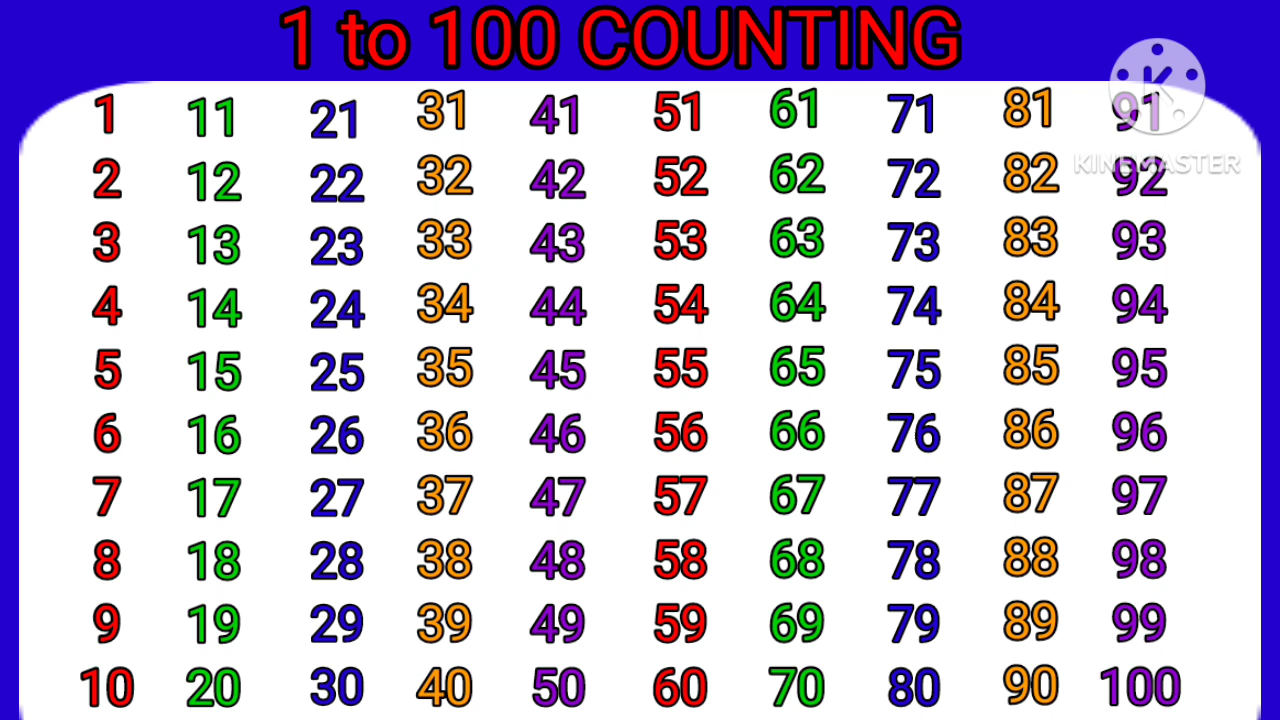 1 to 100 COUNTING
1 11 21 31 41 51 61 71 81 91
2 12 22 32 42 52 62 72 82 92
3 13 23 33 43 53 63 73 83 93
4 14 24 34 44 54 64 74 84 94
5 15 25 35 45 55 65 75 85 95
6 16 26 36 46 56 66 76 86 96
7 17 27 37 47 57 67 77 87 97
8 18 28 38 48 58 68 78 88 98
9 19 29 39 49 59 69 79 89 99
10 20 30 40 50 60 70 80 90 100
K
KINEMASTER